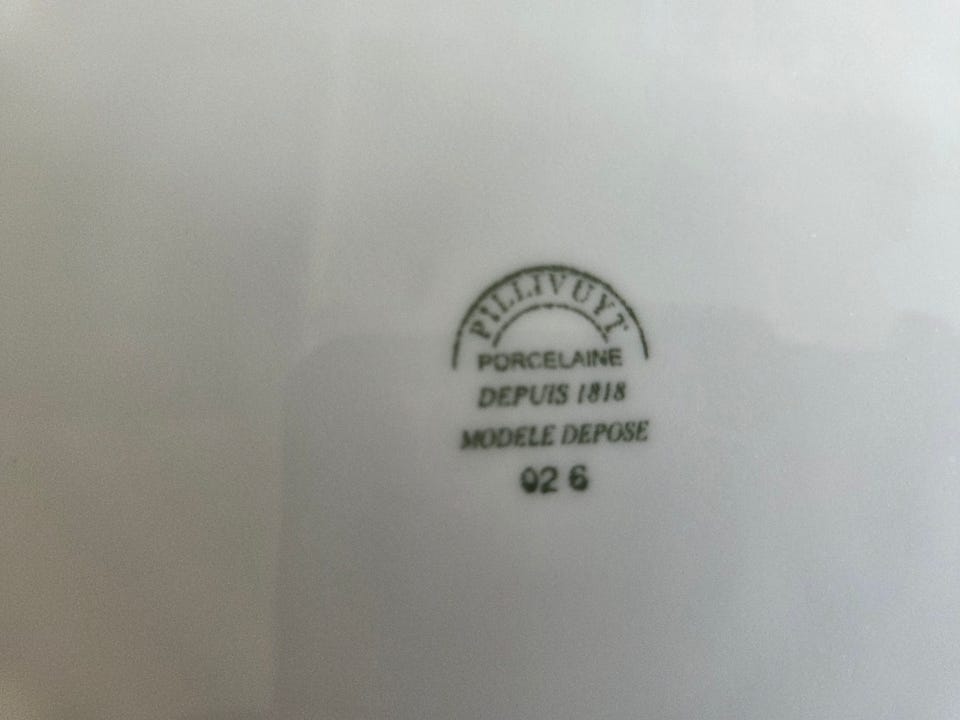 PILLIVUYT
PORCELAINE
DEPUIS 1818
MODELE DEPOSE
02 6